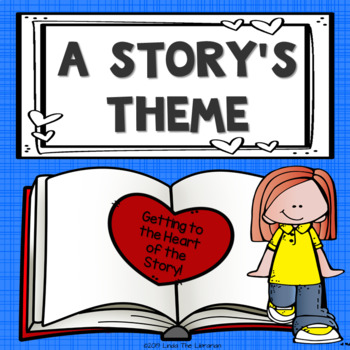 A STORY'S
THEME
Getting to
the Heart
of the
Story!
©2019 Linda The Librarian